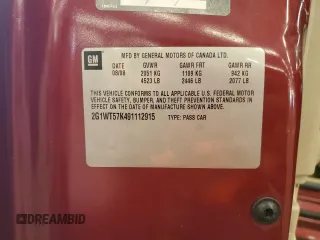 GM
MFD BY GENERAL MOTORS OF CANADA LTD.
DATE GVWR GAWR FRT GAWR RR
08/08 2051 KG 1109 KG 942 KG
4523 LB 2446 LB 2077 LB
THIS VEHICLE CONFORMS TO ALL APPLICABLE U.S. FEDERAL MOTOR
VEHICLE SAFETY, BUMPER, AND THEFT PREVENTION STANDARDS IN
EFFECT ON THE DATE OF MANUFACTURE SHOWN ABOVE.
2G1WT57K491112915 TYPE: PASS CAR
DREAMBID